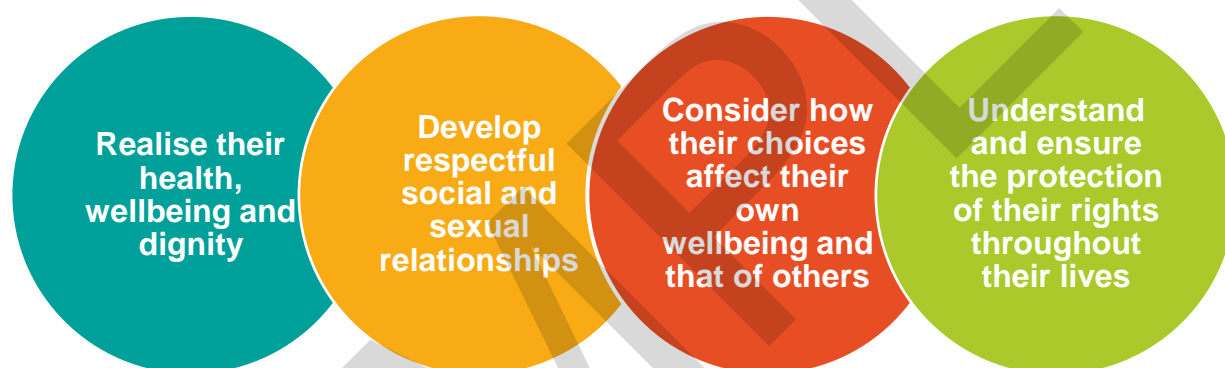 Realise their
health,
wellbeing and
dignity
Develop
respectful
social and
sexual
relationships
Consider how
their choices
affect their
own
wellbeing and
that of others
Understand
and ensure
the protection
of their rights
throughout
their lives